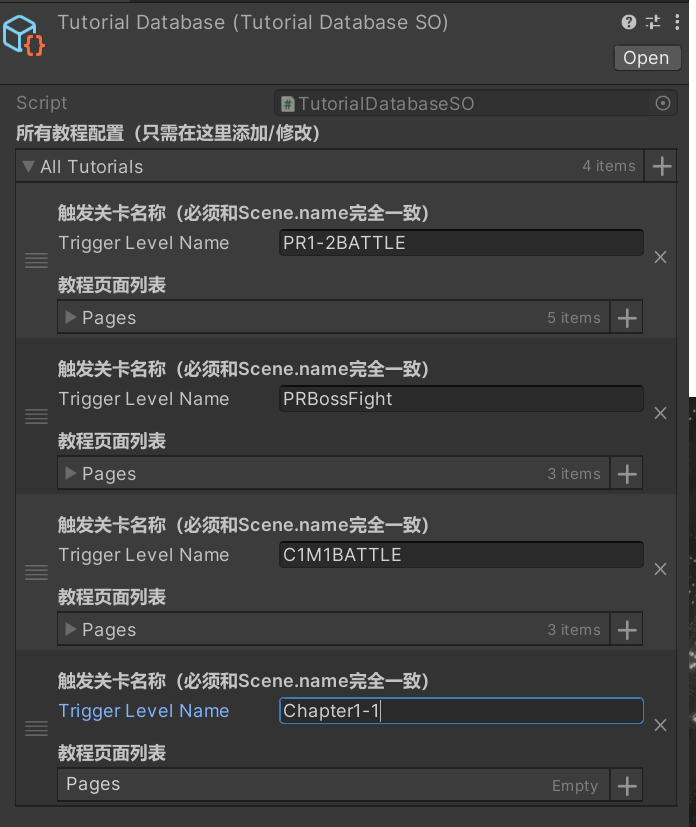 Tutorial Database (Tutorial Database SO)
Open
Script
TutorialDatabaseSO
所有教程配置（只需在这里添加/修改）
All Tutorials
4 items
触发关卡名称（必须和Scene.name完全一致）
Trigger Level Name
PR1-2BATTLE
教程页面列表
Pages
5 items
触发关卡名称（必须和Scene.name完全一致）
Trigger Level Name
PRBossFight
教程页面列表
Pages
3 items
触发关卡名称（必须和Scene.name完全一致）
Trigger Level Name
C1M1BATTLE
教程页面列表
Pages
3 items
触发关卡名称（必须和Scene.name完全一致）
Trigger Level Name
Chapter1-1
教程页面列表
Pages
Empty